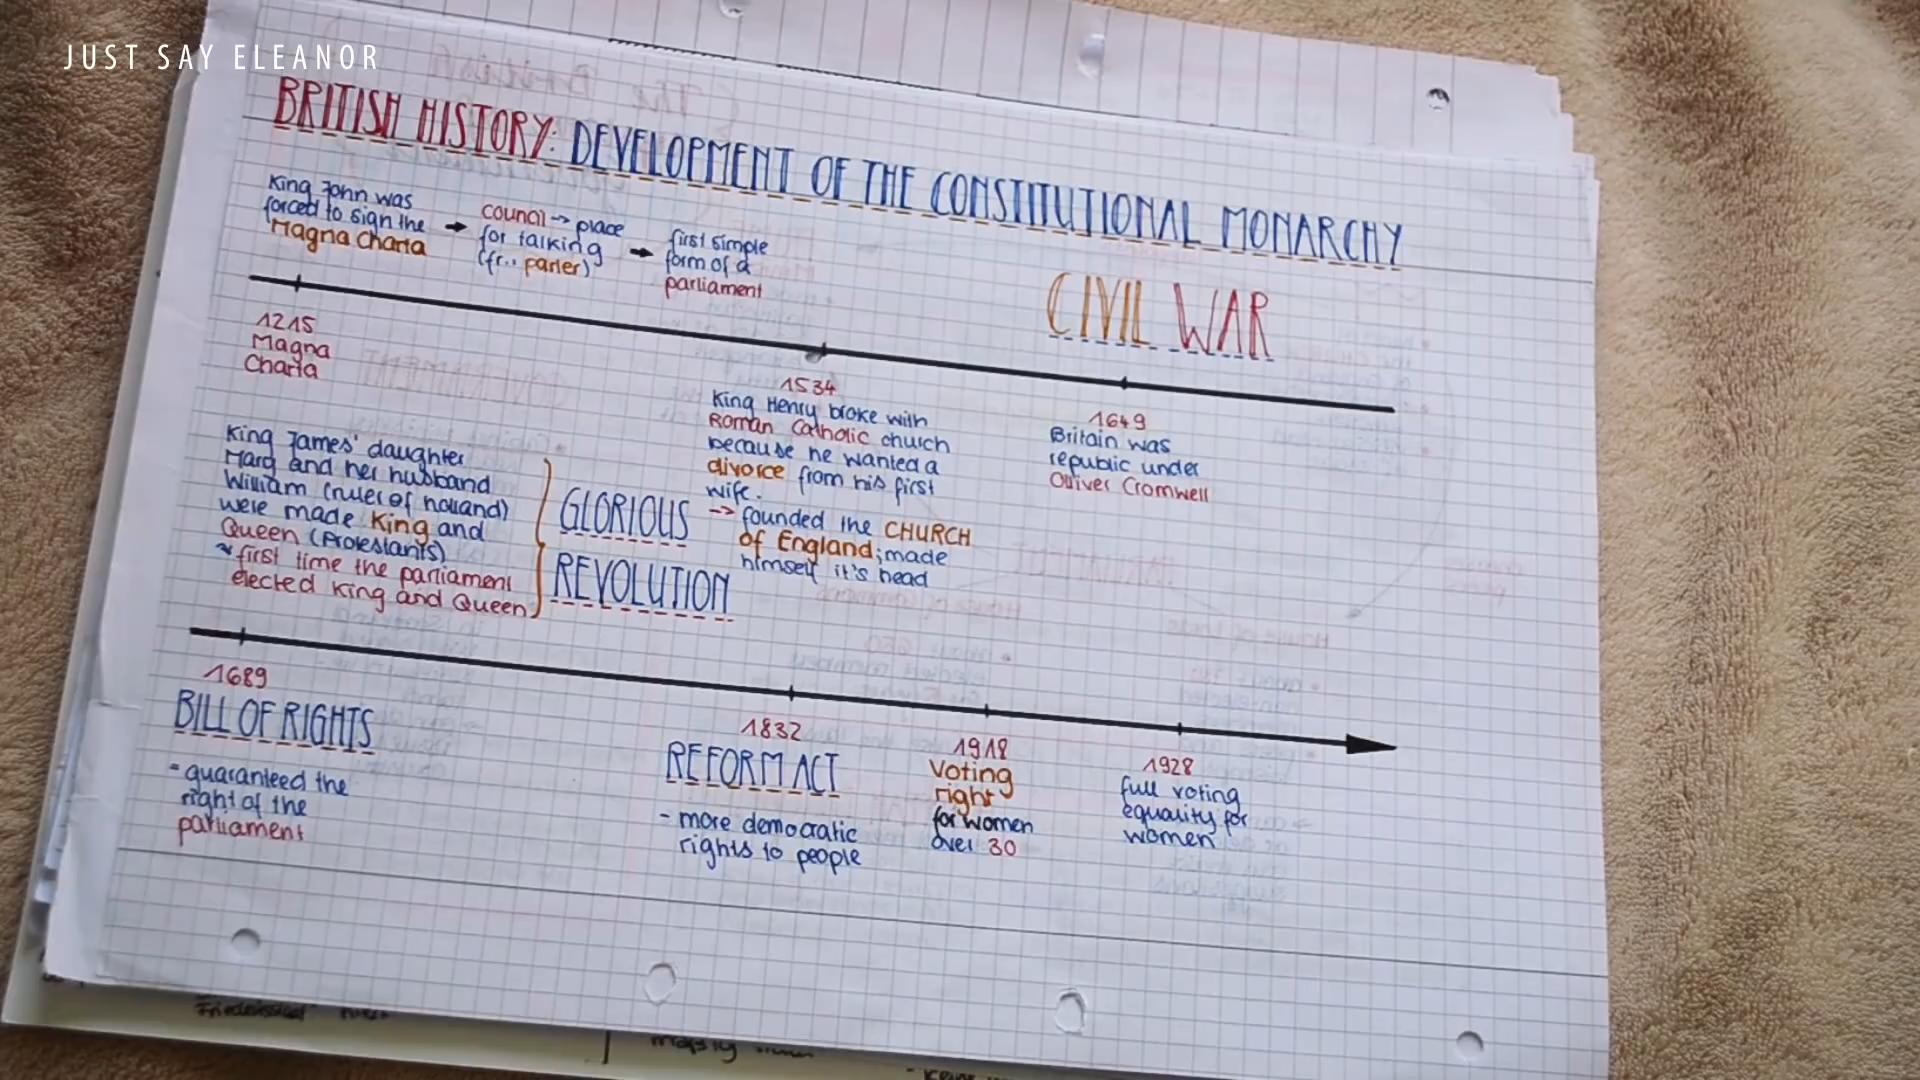 JUST SAY ELEANOR
BRITISH HISTORY: DEVELOPMENT OF THE CONSTITUTIONAL MONARCHY
King John was
forced to sign the
Magna Charta
→ council → place
for talking
(fr.. parler)
→ first simple
form of a
parliament
CIVIL WAR
1215
Magna
Charta
1534
King Henry broke with
Roman Catholic church
because he wanted a
divorce from his first
wife.
→ founded the CHURCH
of England; made
himself it's head
1649
Britain was
republic under
Oliver Cromwell
King James' daughter
Mary and her husband
William (ruler of holland)
were made King and
Queen (Protestants)
first time the parliament
elected King and Queen
GLORIOUS
REVOLUTION
1689
BILL OF RIGHTS
- guaranteed the
right of the
parliament
1832
REFORM ACT
- more democratic
rights to people
1918
Voting
right
for women
over 30
1928
full voting
equality for
women